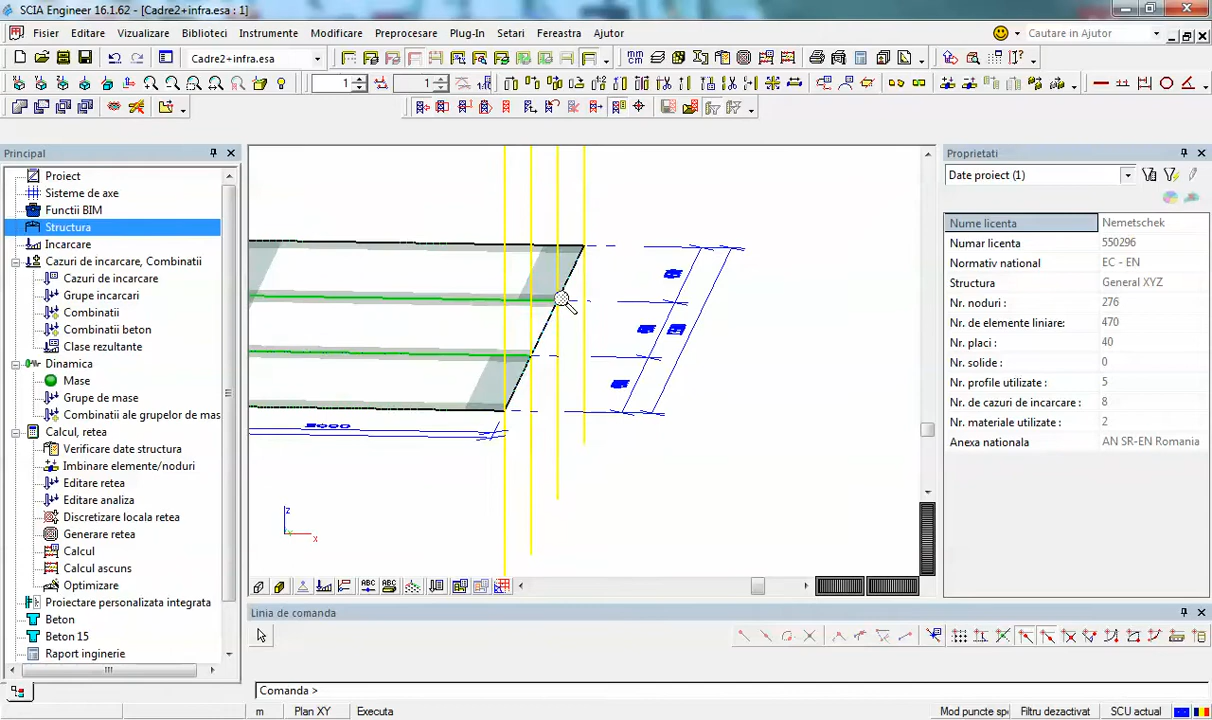 SCIA Engineer 16.1.62 - [Cadre2+infra.esa : 1]
Fisier Editare Vizualizare Biblioteci Instrumente Modificare Preprocesare Plug-In Setari Fereastra Ajutor
Cautare in Ajutor
Cadre2+infra.esa
1 1
Principal
Proiect
Sisteme de axe
Functii BIM
Structura
Incarcare
Cazuri de incarcare, Combinatii
Cazuri de incarcare
Grupe incarcari
Combinatii
Combinatii beton
Clase rezultante
Dinamica
Mase
Grupe de mase
Combinatii ale grupelor de mas
Calcul, retea
Verificare date structura
Imbinare elemente/noduri
Editare retea
Editare analiza
Discretizare locala retea
Generare retea
Calcul
Calcul ascuns
Optimizare
Proiectare personalizata integrata
Beton
Beton 15
Raport inginerie
z
x
ABC ABC
Proprietati
Date proiect (1)
Nume licenta Nemetschek
Numar licenta 550296
Normativ national EC - EN
Structura General XYZ
Nr. noduri : 276
Nr. de elemente liniare: 470
Nr. placi : 40
Nr. solide : 0
Nr. profile utilizate : 5
Nr. de cazuri de incarcare : 8
Nr. materiale utilizate : 2
Anexa nationala AN SR-EN Romania
Linia de comanda
Comanda >
m Plan XY Executa Mod puncte spe Filtru dezactivat SCU actual